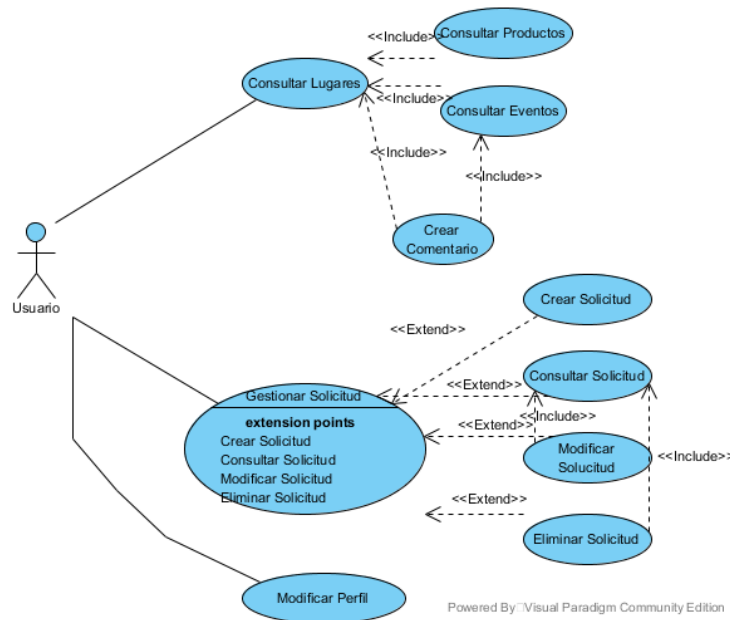 <<Include>>
Consultar Productos
Consultar Lugares
<<Include>>
Consultar Eventos
<<Include>>
<<Include>>
Crear
Comentario
Usuario
Crear Solicitud
<<Extend>>
Consultar Solicitud
<<Extend>>
Gestionar Solicitud
extension points
Crear Solicitud
Consultar Solicitud
Modificar Solicitud
Eliminar Solicitud
<<Include>>
<<Extend>>
Modificar
Solucitud
<<Include>>
<<Extend>>
Eliminar Solicitud
Modificar Perfil
Powered By Visual Paradigm Community Edition